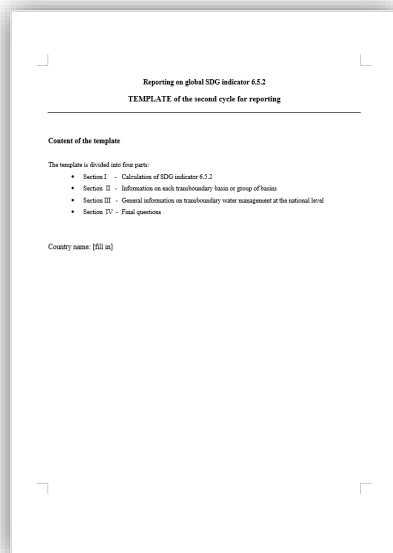 Reporting on global SDG indicator 6.5.2
TEMPLATE of the second cycle for reporting
Content of the template
The template is divided into four parts:
• Section I - Calculation of SDG indicator 6.5.2
• Section II - Information on each transboundary basin or group of basins
• Section III - General information on transboundary water management at the national level
• Section IV - Final questions
Country name: [fill in]